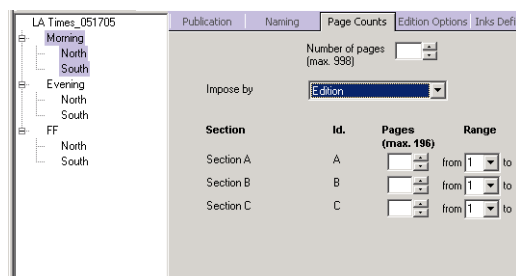 LA Times_051705
Morning
North
South
Evening
North
South
FF
North
South
Publication Naming Page Counts Edition Options Inks Defi
Number of pages
(max. 998)
Impose by Edition
Section Id. Pages Range
(max. 196)
Section A A from 1 to
Section B B from 1 to
Section C C from 1 to